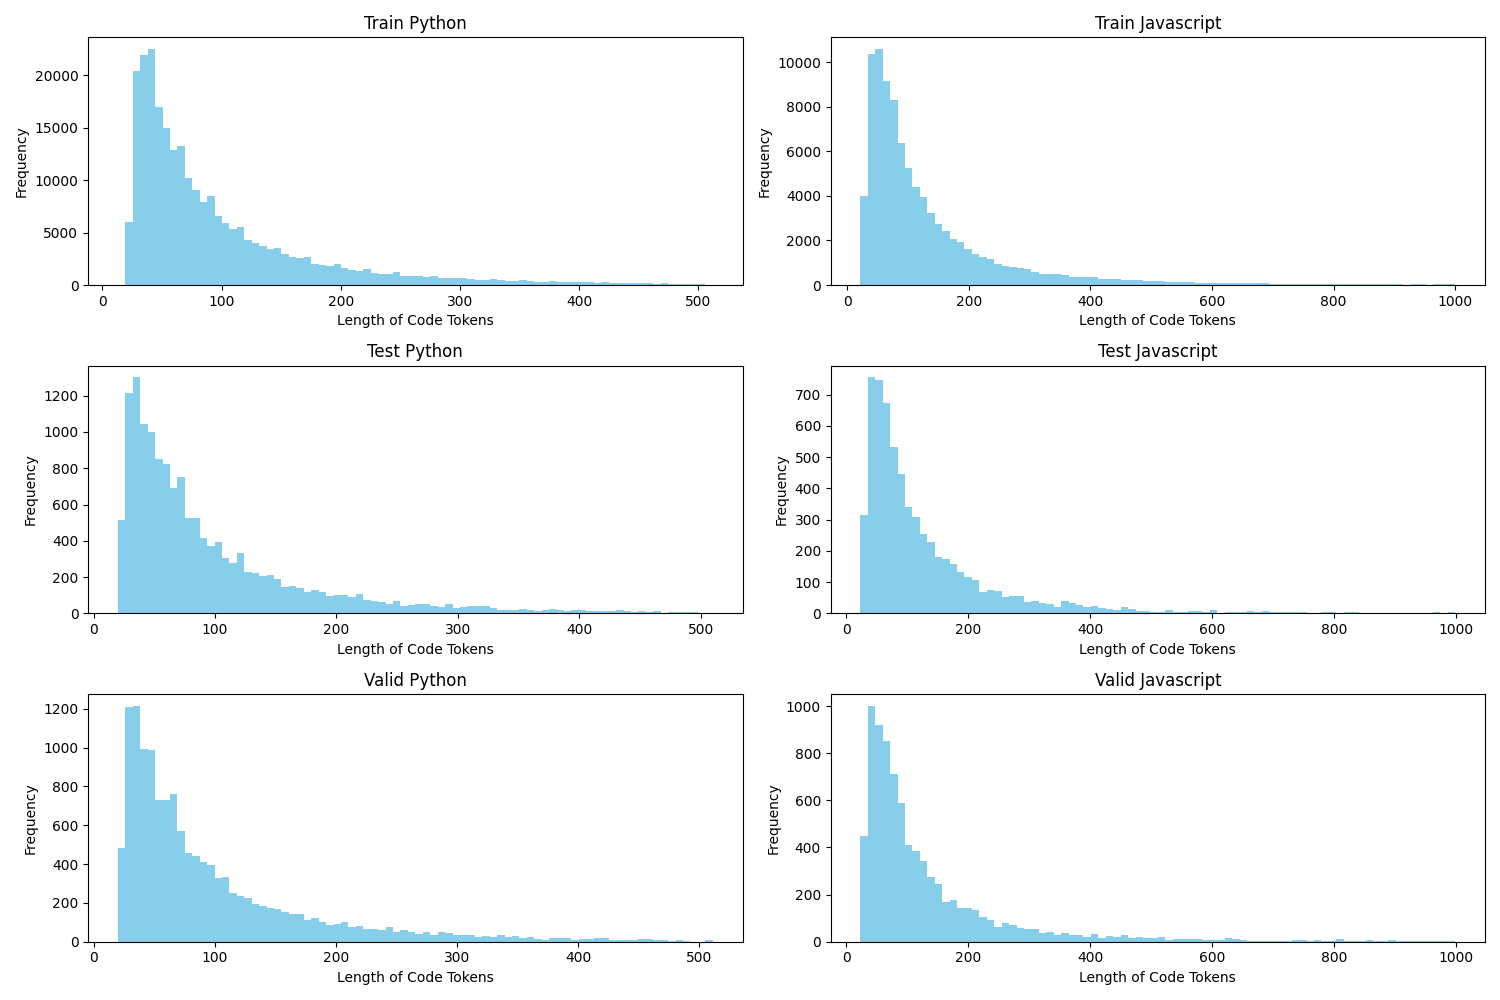 Train Python
Frequency
20000
15000
10000
5000
0
0 100 200 300 400 500
Length of Code Tokens
Train Javascript
Frequency
10000
8000
6000
4000
2000
0
0 200 400 600 800 1000
Length of Code Tokens
Test Python
Frequency
1200
1000
800
600
400
200
0
0 100 200 300 400 500
Length of Code Tokens
Test Javascript
Frequency
700
600
500
400
300
200
100
0
0 200 400 600 800 1000
Length of Code Tokens
Valid Python
Frequency
1200
1000
800
600
400
200
0
0 100 200 300 400 500
Length of Code Tokens
Valid Javascript
Frequency
1000
800
600
400
200
0
0 200 400 600 800 1000
Length of Code Tokens